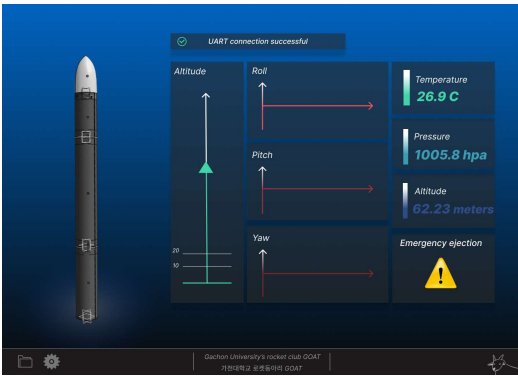 UART connection successful
Altitude
20
10
Roll
Pitch
Yaw
Temperature
26.9 C
Pressure
1005.8 hpa
Altitude
62.23 meters
Emergency ejection
Gachon University's rocket club GOAT
가천대학교 로켓동아리 GOAT